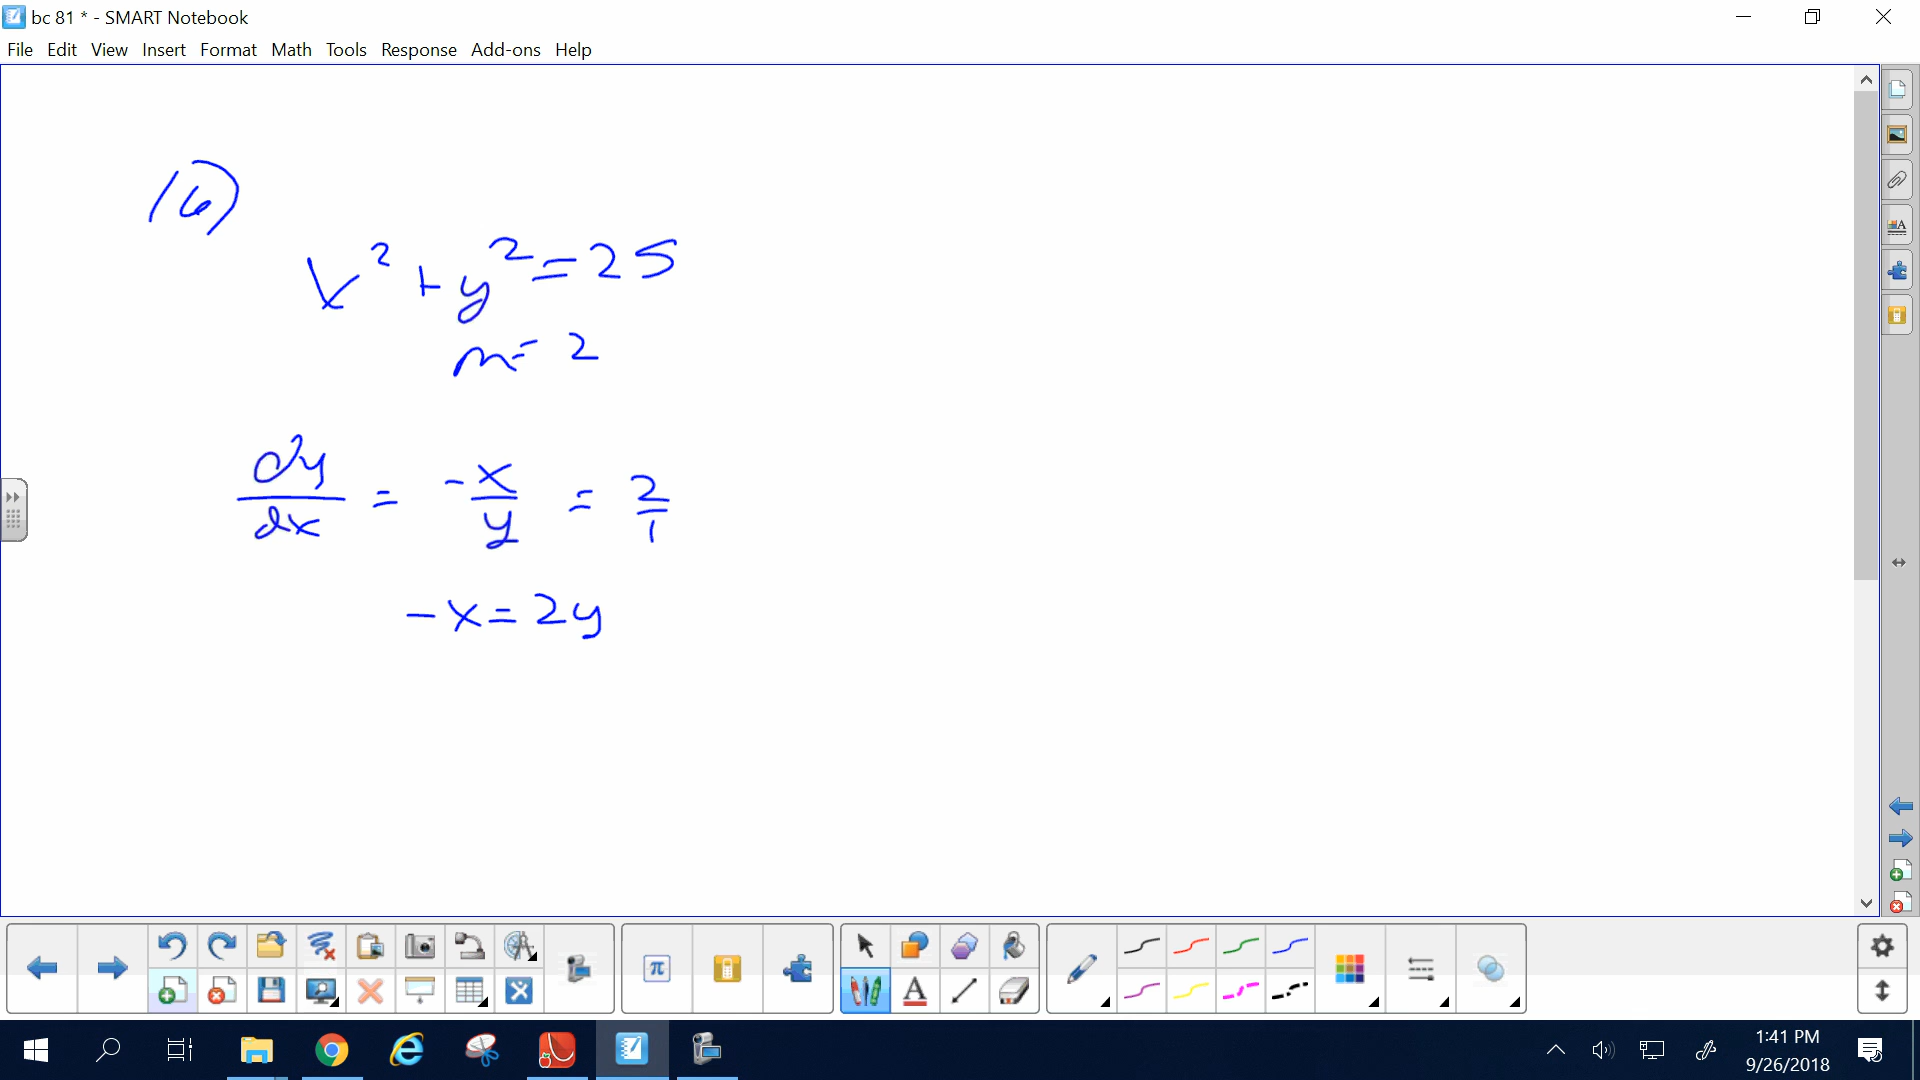 bc 81 * - SMART Notebook
File Edit View Insert Format Math Tools Response Add-ons Help
16)
x² + y² = 25
m = 2
dy/dx = -x/y = 2/1
-x = 2y
π
A
1:41 PM
9/26/2018